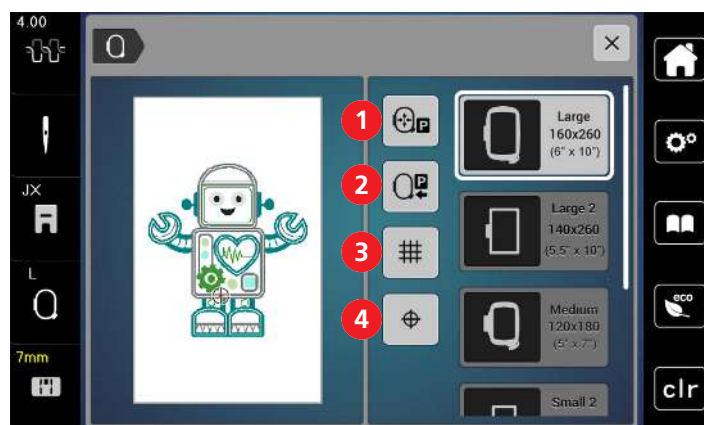 4.00
JX
L
7mm
1
2
3
4
P
P
Large
160x260
(6" x 10")
Large 2
140x260
(5.5" x 10")
Medium
120x180
(5" x 7")
Small 2
eco
clr